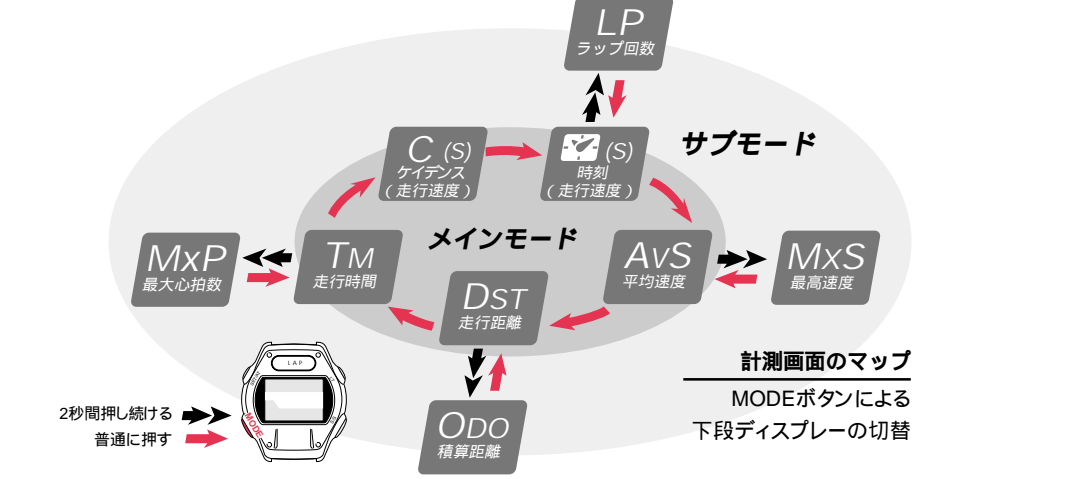 LP
ラップ回数
サブモード
C (S)
ケイデンス
( 走行速度 )
(S)
時刻
( 走行速度 )
メインモード
MXP
最大心拍数
TM
走行時間
AVS
平均速度
MXS
最高速度
DST
走行距離
LAP
MODE
2秒間押し続ける
普通に押す
ODO
積算距離
計測画面のマップ
MODEボタンによる
下段ディスプレーの切替